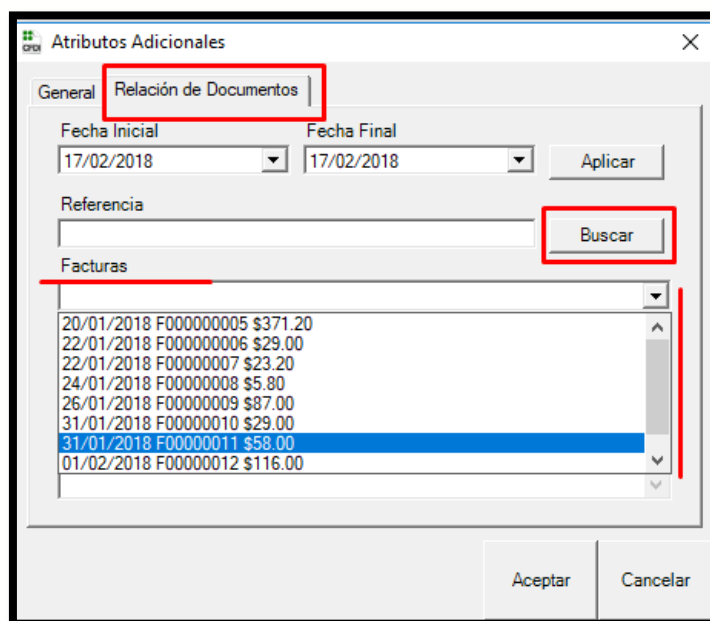 CFDI Atributos Adicionales
General Relación de Documentos
Fecha Inicial Fecha Final
17/02/2018 17/02/2018 Aplicar
Referencia
Buscar
Facturas
20/01/2018 F000000005 $371.20
22/01/2018 F000000006 $29.00
22/01/2018 F00000007 $23.20
24/01/2018 F00000008 $5.80
26/01/2018 F00000009 $87.00
31/01/2018 F00000010 $29.00
31/01/2018 F00000011 $58.00
01/02/2018 F00000012 $116.00
Aceptar Cancelar